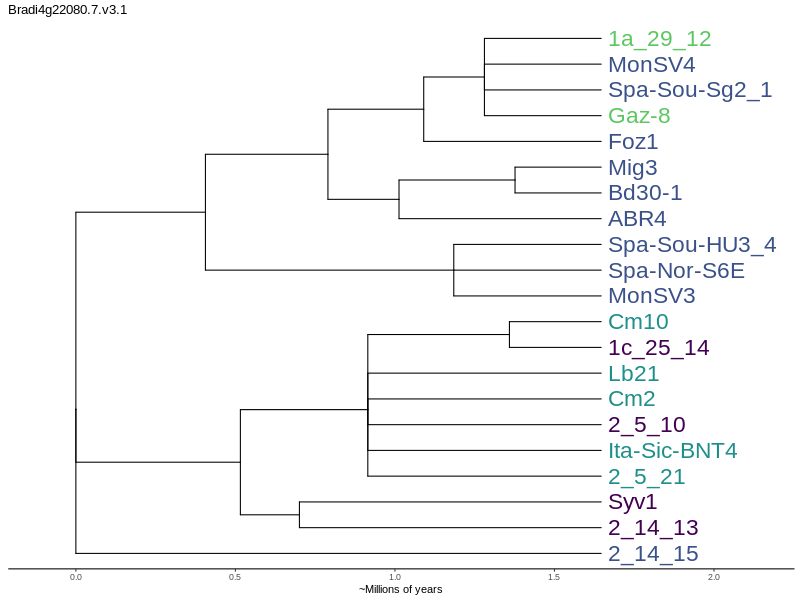 Bradi4g22080.7.v3.1
1a_29_12
MonSV4
Spa-Sou-Sg2_1
Gaz-8
Foz1
Mig3
Bd30-1
ABR4
Spa-Sou-HU3_4
Spa-Nor-S6E
MonSV3
Cm10
1c_25_14
Lb21
Cm2
2_5_10
Ita-Sic-BNT4
2_5_21
Syv1
2_14_13
2_14_15
0.0 0.5 1.0 1.5 2.0
~Millions of years